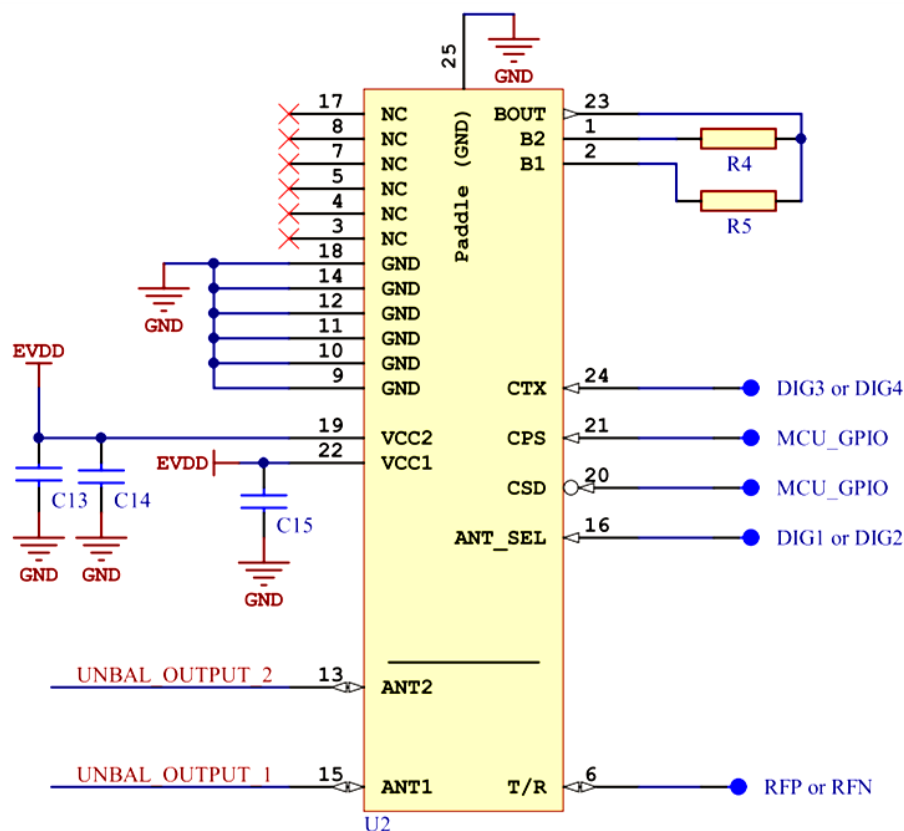 25
GND
17 NC Paddle (GND) BOUT 23
8 NC B2 1 R4
7 NC B1 2
5 NC R5
4 NC
3 NC
18 GND
GND
14 GND
12 GND
11 GND
10 GND
EVDD
9 GND CTX 24 DIG3 or DIG4
19 VCC2 CPS 21 MCU_GPIO
EVDD 22 VCC1
C13 C14 CSD 20 MCU_GPIO
C15
ANT_SEL 16 DIG1 or DIG2
GND GND
GND
UNBAL_OUTPUT_2 13 ANT2
UNBAL_OUTPUT_1 15 ANT1 T/R 6 RFP or RFN
U2